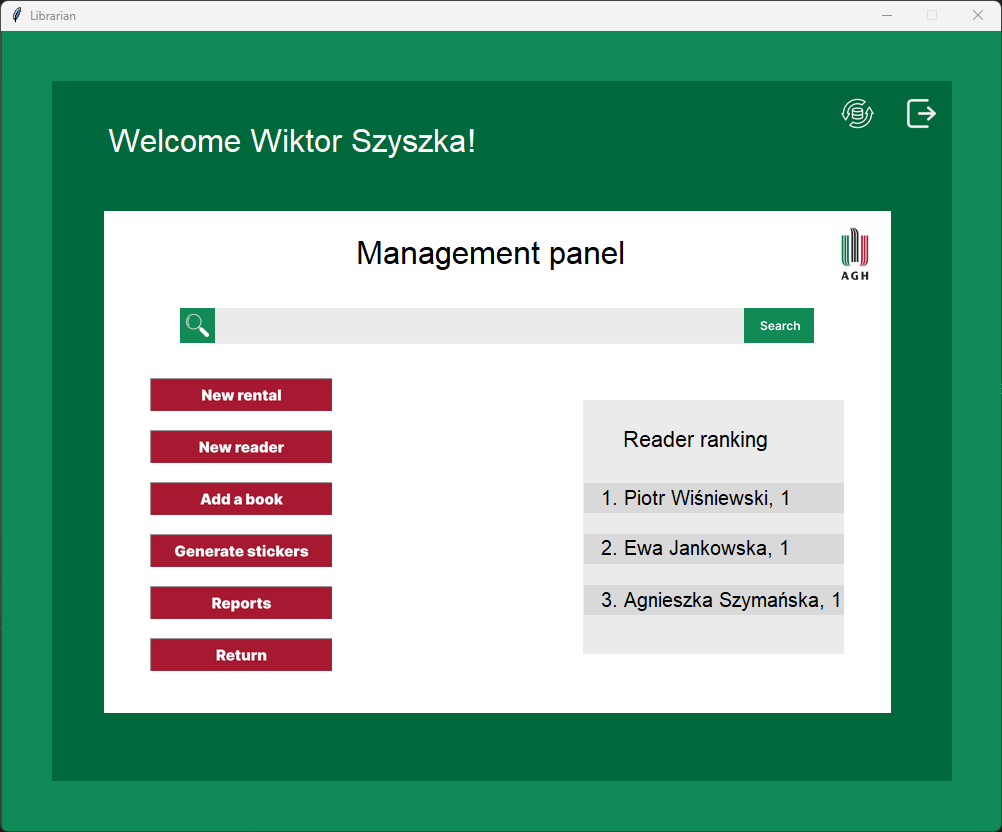 Librarian
Welcome Wiktor Szyszka!
Management panel
AGH
Search
New rental
New reader
Add a book
Generate stickers
Reports
Return
Reader ranking
1. Piotr Wiśniewski, 1
2. Ewa Jankowska, 1
3. Agnieszka Szymańska, 1